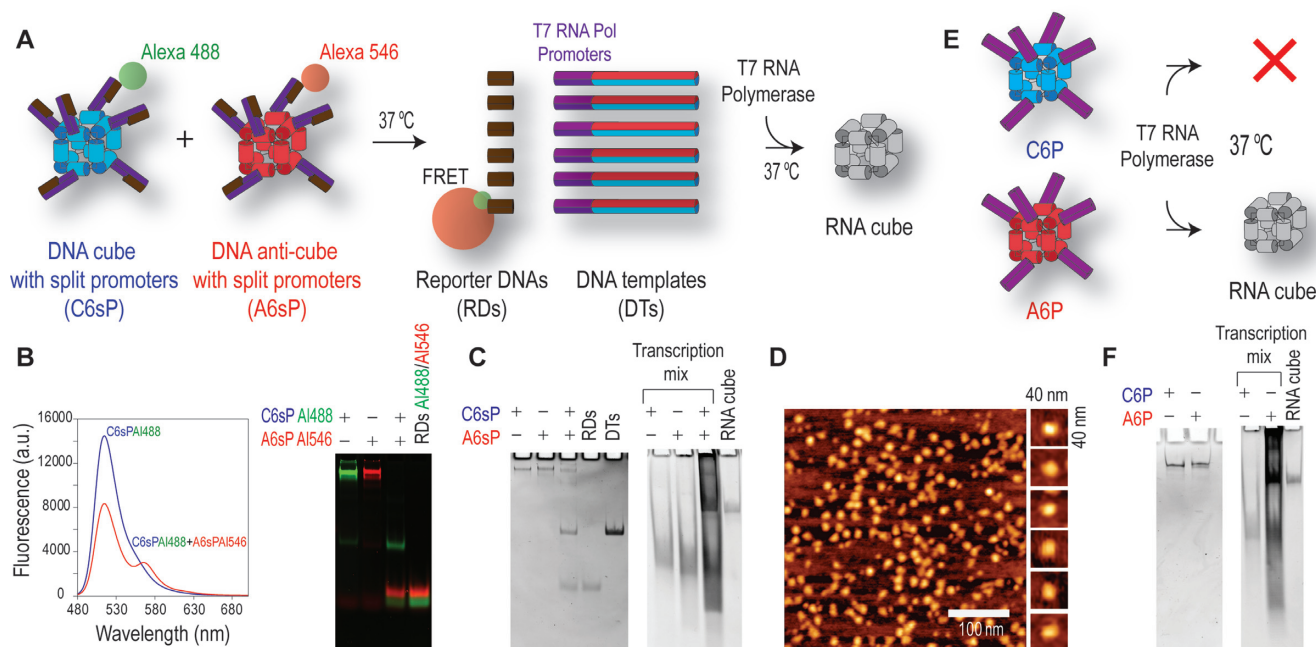 A
Alexa 488
Alexa 546
T7 RNA Pol
Promoters
+
37 ºC
FRET
T7 RNA
Polymerase
37 ºC
RNA cube
DNA cube
with split promoters
(C6sP)
DNA anti-cube
with split promoters
(A6sP)
Reporter DNAs
(RDs)
DNA templates
(DTs)
E
C6P
A6P
T7 RNA
Polymerase
37 ºC
RNA cube
B
Fluorescence (a.u.)
16000
12000
8000
4000
0
480 530 580 630 680
Wavelength (nm)
C6sPAl488
C6sPAl488+A6sPAl546
C6sP Al488 + − +
A6sP Al546 − + +
RDs Al488/Al546
C
C6sP + − +
A6sP − + +
RDs
DTs
Transcription
mix
+ − +
− + +
RNA cube
D
100 nm
40 nm
40 nm
F
C6P + −
A6P − +
Transcription
mix
+ −
− +
RNA cube